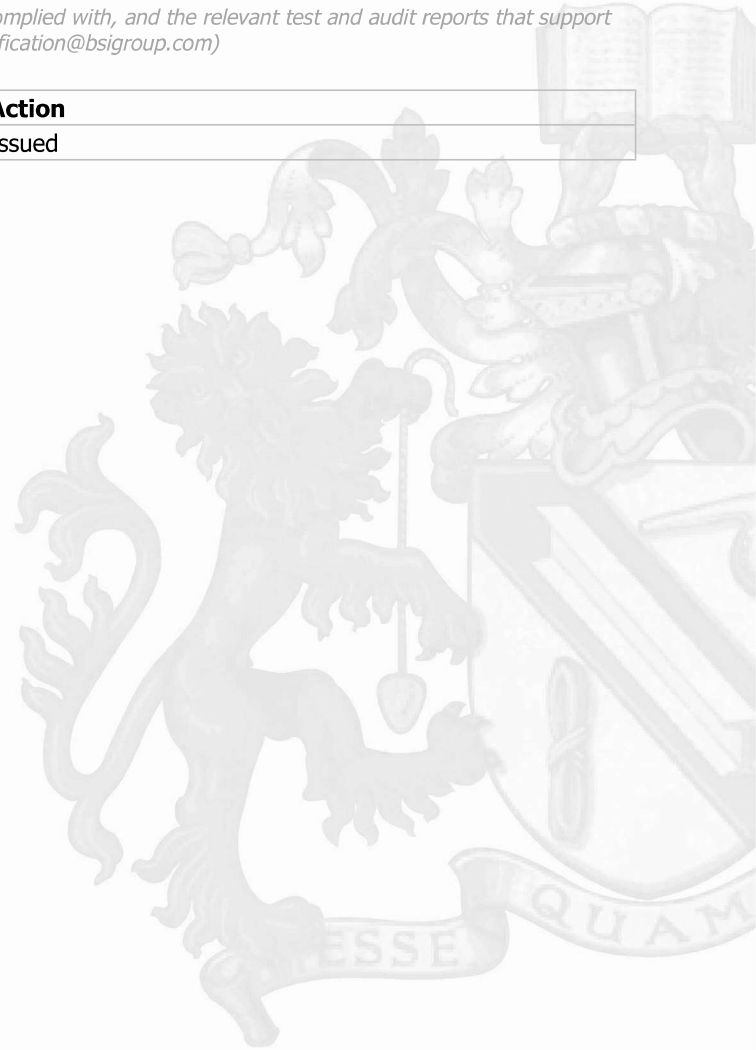 omplied with, and the relevant test and audit reports that support
fication@bsigroup.com)
Action
ssued
ESSE QUAM